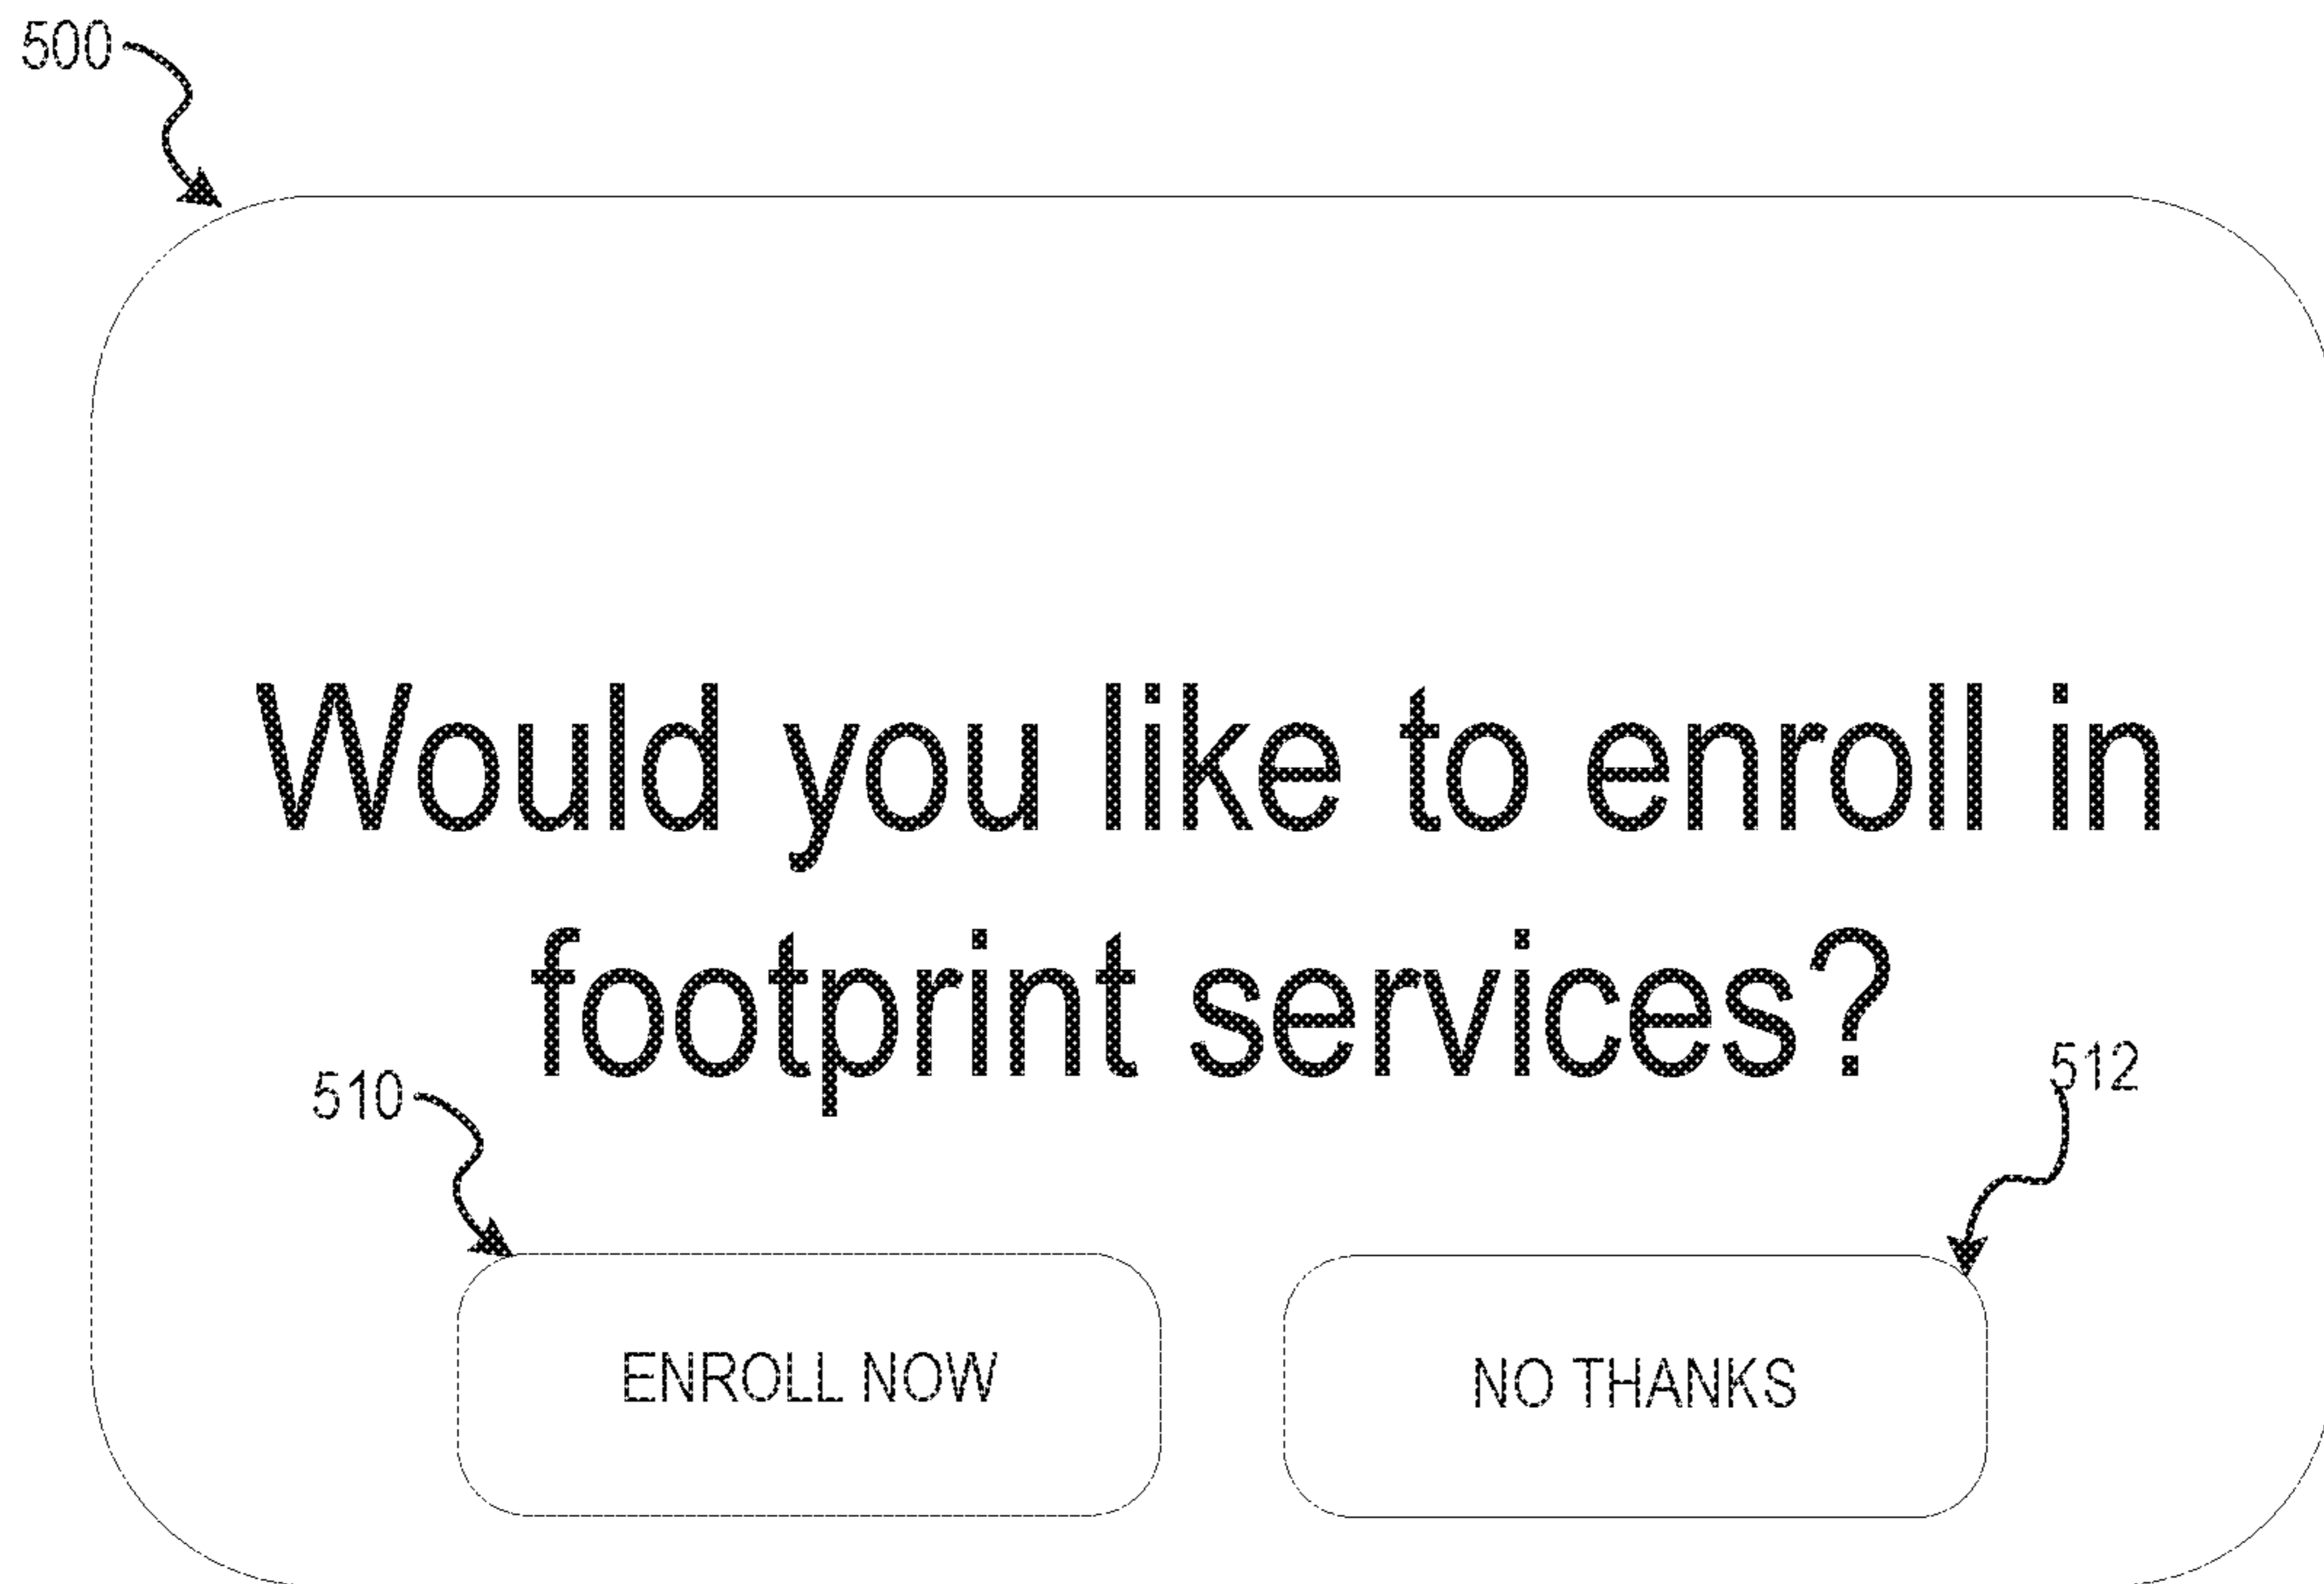 500
Would you like to enroll in
footprint services?
510
512
ENROLL NOW
NO THANKS